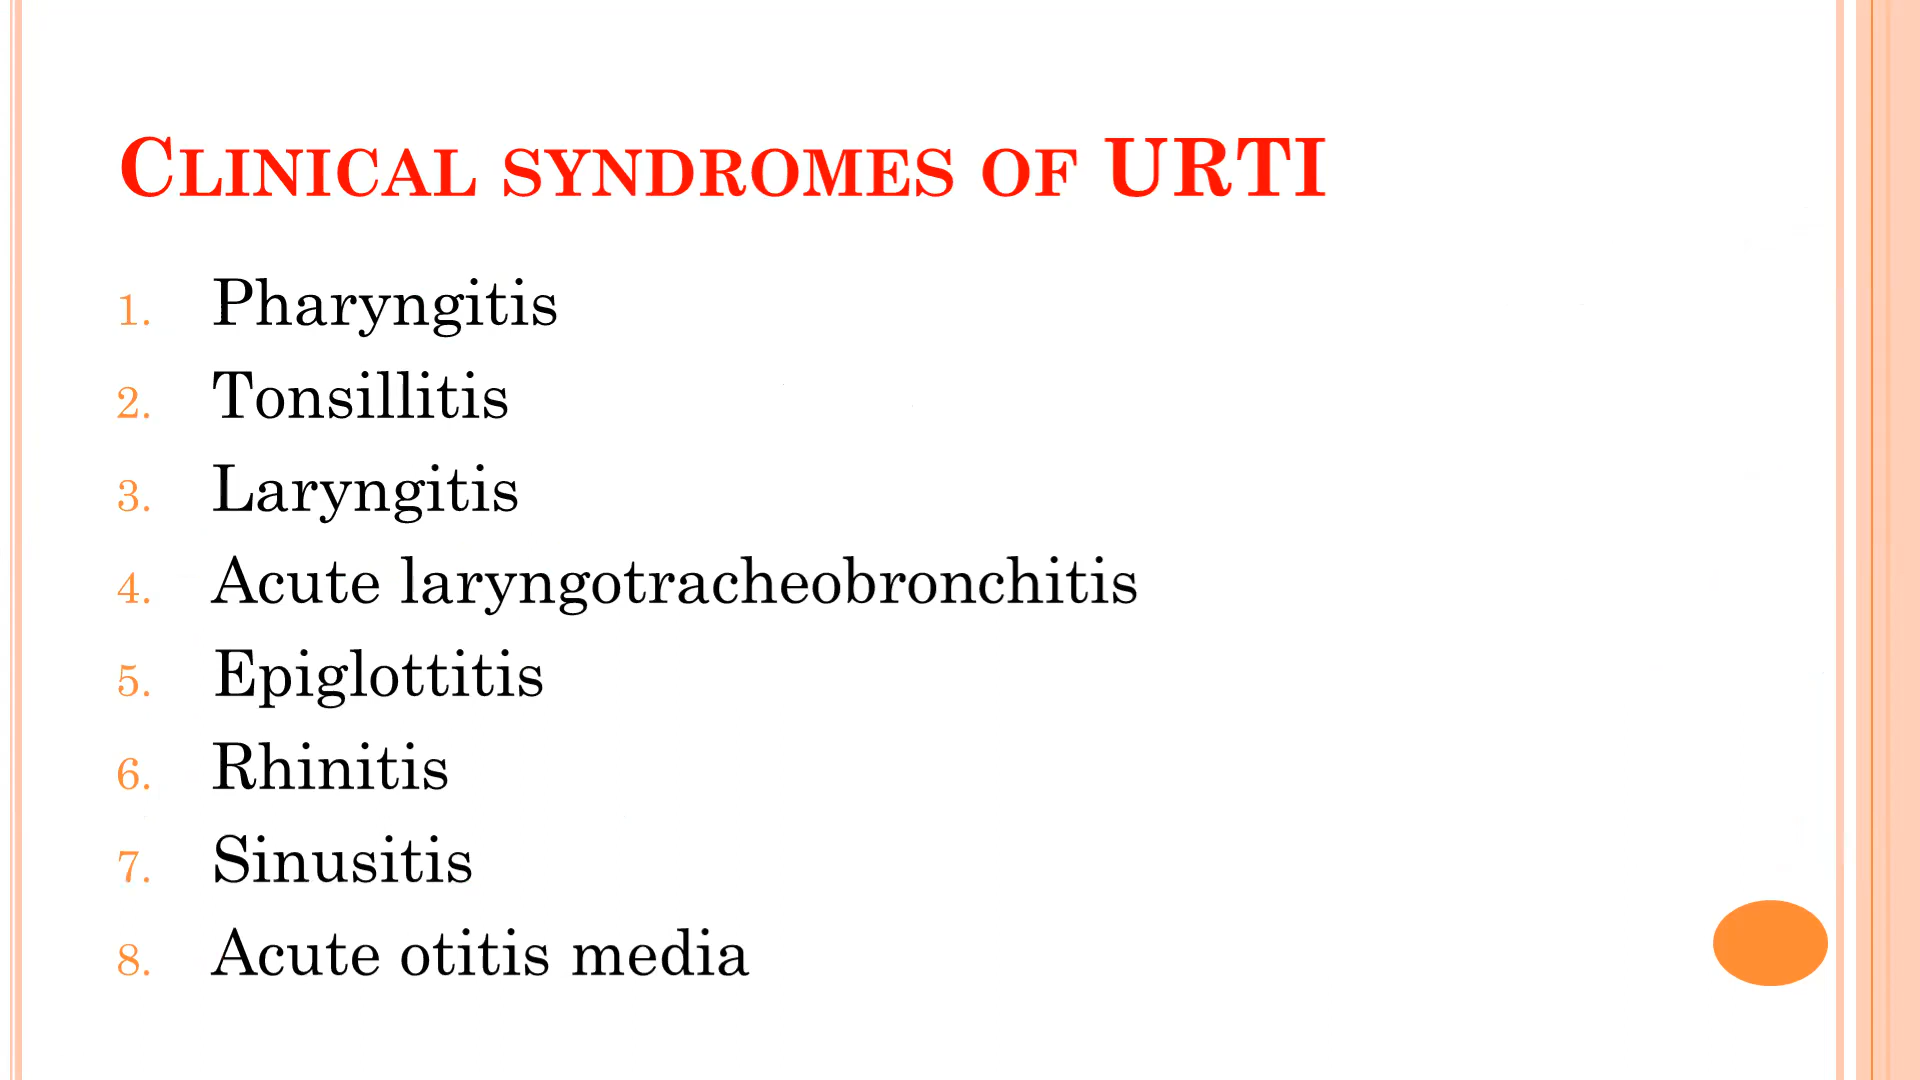 Clinical syndromes of URTI
1. Pharyngitis
2. Tonsillitis
3. Laryngitis
4. Acute laryngotracheobronchitis
5. Epiglottitis
6. Rhinitis
7. Sinusitis
8. Acute otitis media